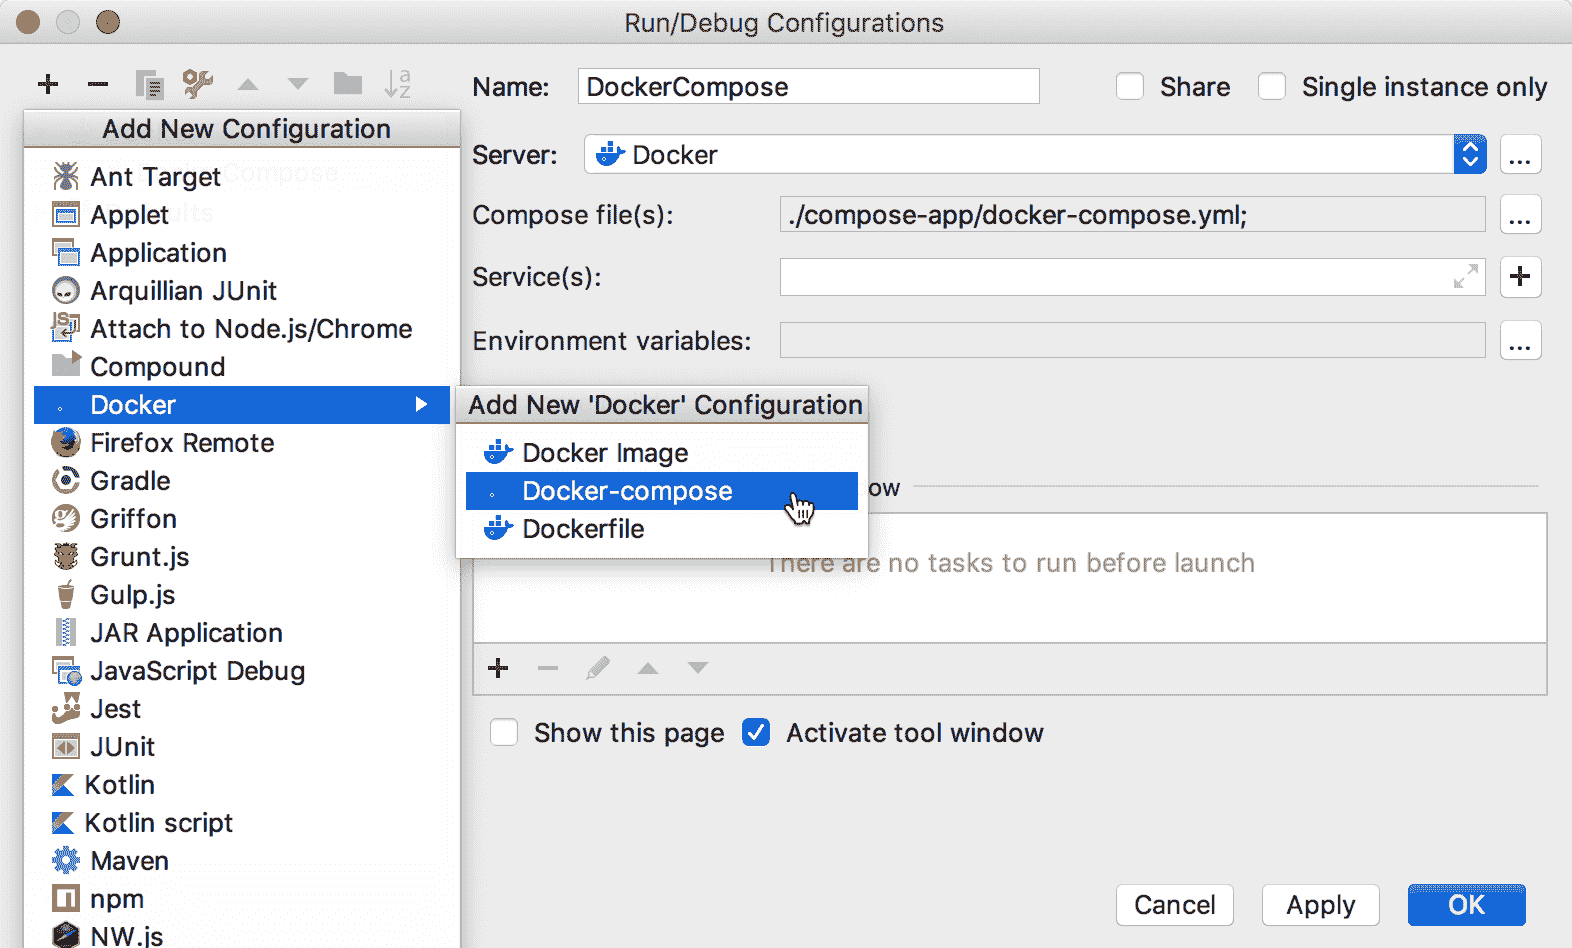 Run/Debug Configurations
Name: DockerCompose Share Single instance only
Add New Configuration
Server: Docker ...
Compose file(s): ./compose-app/docker-compose.yml; ...
Service(s): +
Environment variables: ...
Ant Target
Applet
Application
Arquillian JUnit
Attach to Node.js/Chrome
Compound
Docker
Firefox Remote
Gradle
Griffon
Grunt.js
Gulp.js
JAR Application
JavaScript Debug
Jest
JUnit
Kotlin
Kotlin script
Maven
npm
NW.js
Add New 'Docker' Configuration
Docker Image
Docker-compose
Dockerfile
ow
There are no tasks to run before launch
Show this page Activate tool window
Cancel Apply OK